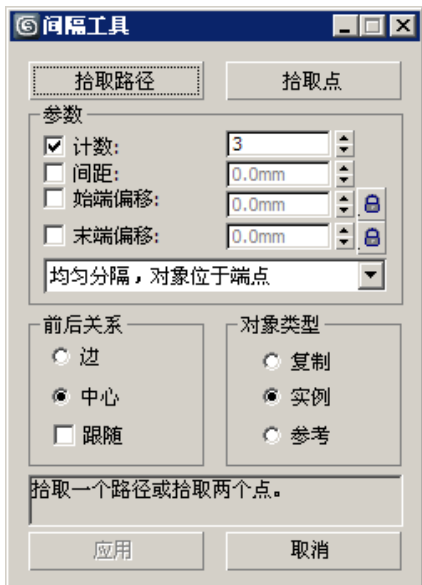 间隔工具
拾取路径 拾取点
参数
计数: 3
间距: 0.0mm
始端偏移: 0.0mm
末端偏移: 0.0mm
均匀分隔，对象位于端点
前后关系 对象类型
边 复制
中心 实例
跟随 参考
拾取一个路径或拾取两个点。
应用 取消